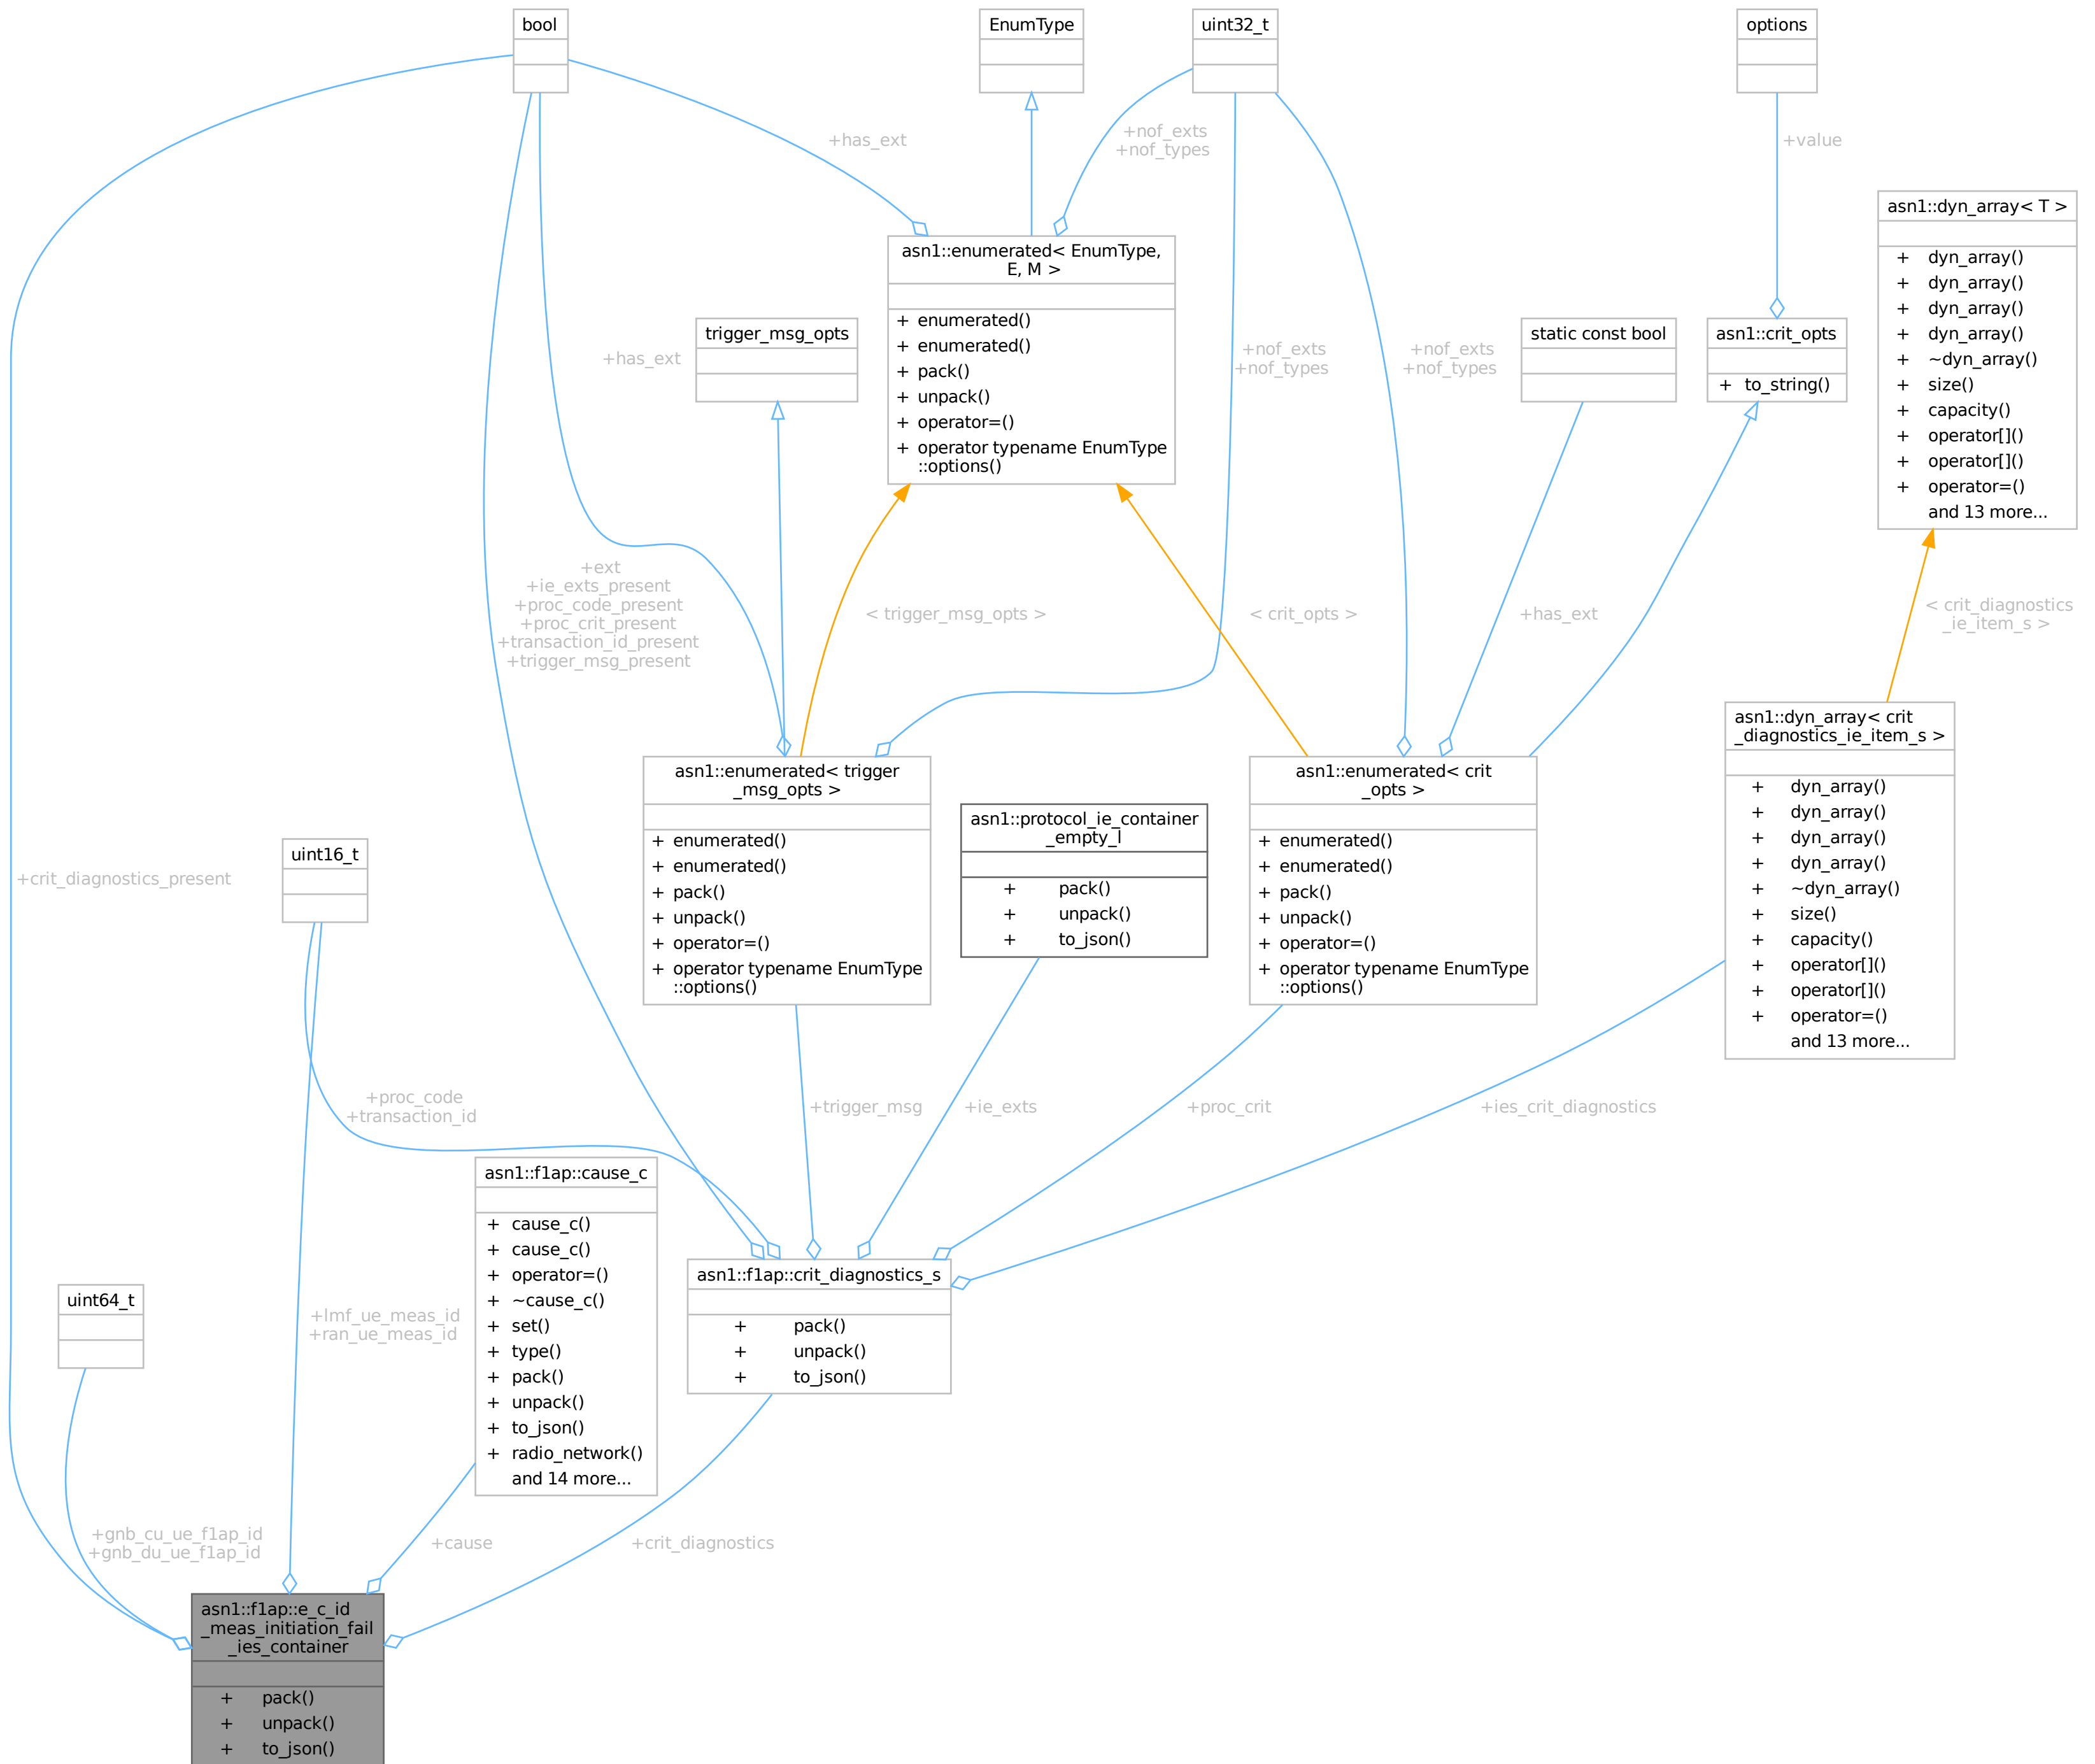 bool
EnumType
uint32_t
options
+has_ext
+nof_exts
+nof_types
+value
asn1::dyn_array< T >
+ dyn_array()
+ dyn_array()
+ dyn_array()
+ dyn_array()
+ ~dyn_array()
+ size()
+ capacity()
+ operator[]()
+ operator[]()
+ operator=()
and 13 more...
asn1::enumerated< EnumType,
E, M >
+ enumerated()
+ enumerated()
+ pack()
+ unpack()
+ operator=()
+ operator typename EnumType
::options()
trigger_msg_opts
static const bool
asn1::crit_opts
+ to_string()
+has_ext
+nof_exts
+nof_types
+nof_exts
+nof_types
+ext
+ie_exts_present
+proc_code_present
+proc_crit_present
+transaction_id_present
+trigger_msg_present
< trigger_msg_opts >
< crit_opts >
+has_ext
< crit_diagnostics
_ie_item_s >
asn1::dyn_array< crit
_diagnostics_ie_item_s >
+ dyn_array()
+ dyn_array()
+ dyn_array()
+ dyn_array()
+ ~dyn_array()
+ size()
+ capacity()
+ operator[]()
+ operator[]()
+ operator=()
and 13 more...
asn1::enumerated< trigger
_msg_opts >
+ enumerated()
+ enumerated()
+ pack()
+ unpack()
+ operator=()
+ operator typename EnumType
::options()
asn1::protocol_ie_container
_empty_l
+ pack()
+ unpack()
+ to_json()
asn1::enumerated< crit
_opts >
+ enumerated()
+ enumerated()
+ pack()
+ unpack()
+ operator=()
+ operator typename EnumType
::options()
uint16_t
+crit_diagnostics_present
+proc_code
+transaction_id
+trigger_msg
+ie_exts
+proc_crit
+ies_crit_diagnostics
asn1::f1ap::cause_c
+ cause_c()
+ cause_c()
+ operator=()
+ ~cause_c()
+ set()
+ type()
+ pack()
+ unpack()
+ to_json()
+ radio_network()
and 14 more...
asn1::f1ap::crit_diagnostics_s
+ pack()
+ unpack()
+ to_json()
uint64_t
+lmf_ue_meas_id
+ran_ue_meas_id
+gnb_cu_ue_f1ap_id
+gnb_du_ue_f1ap_id
+cause
+crit_diagnostics
asn1::f1ap::e_c_id
_meas_initiation_fail
_ies_container
+ pack()
+ unpack()
+ to_json()